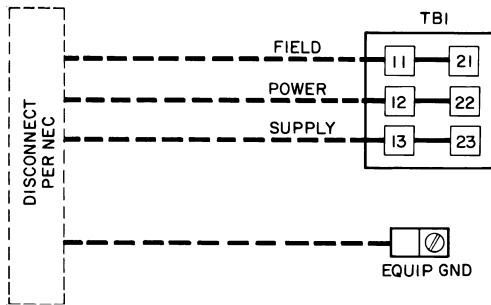 TB1
FIELD
11 21
POWER
12 22
SUPPLY
13 23
DISCONNECT
PER NEC
EQUIP GND